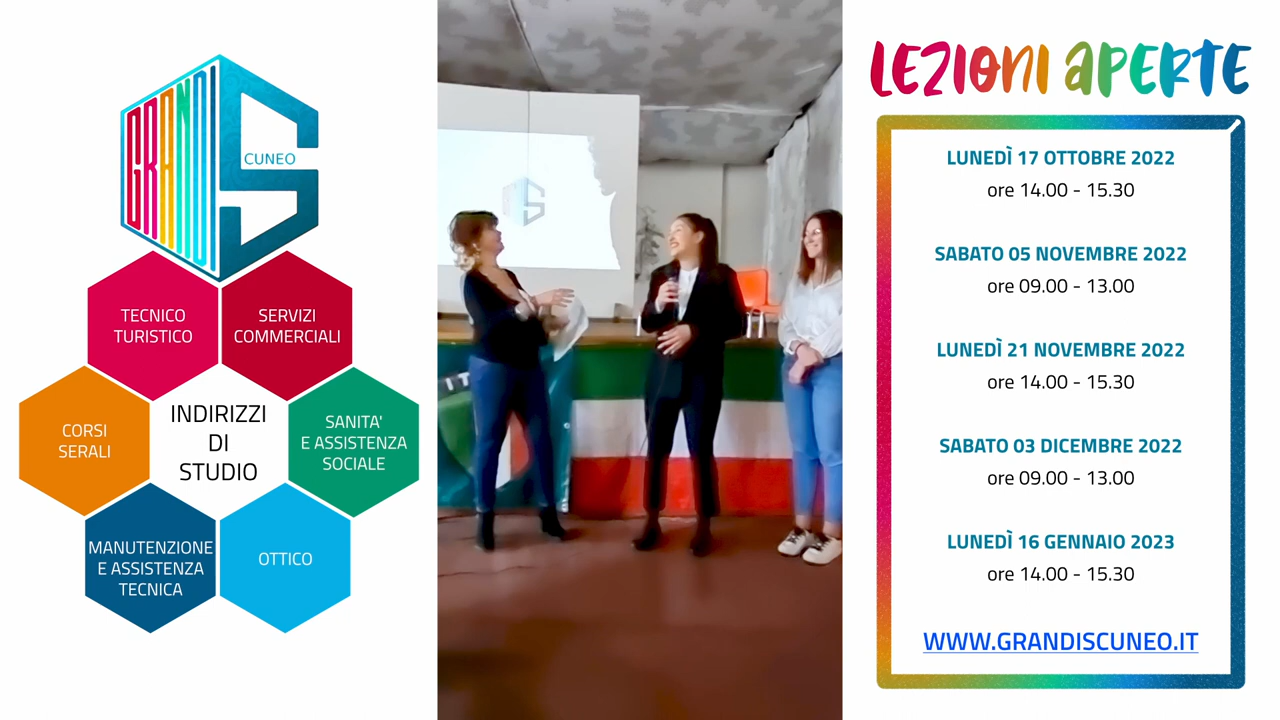 GRANDI
S
CUNEO
TECNICO
TURISTICO
SERVIZI
COMMERCIALI
CORSI
SERALI
INDIRIZZI
DI
STUDIO
SANITA'
E ASSISTENZA
SOCIALE
MANUTENZIONE
E ASSISTENZA
TECNICA
OTTICO
LEZIONI APERTE
LUNEDÌ 17 OTTOBRE 2022
ore 14.00 - 15.30
SABATO 05 NOVEMBRE 2022
ore 09.00 - 13.00
LUNEDÌ 21 NOVEMBRE 2022
ore 14.00 - 15.30
SABATO 03 DICEMBRE 2022
ore 09.00 - 13.00
LUNEDÌ 16 GENNAIO 2023
ore 14.00 - 15.30
WWW.GRANDISCUNEO.IT